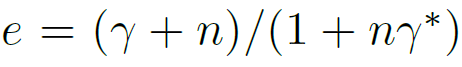 e = (γ + n)/(1 + nγ*)